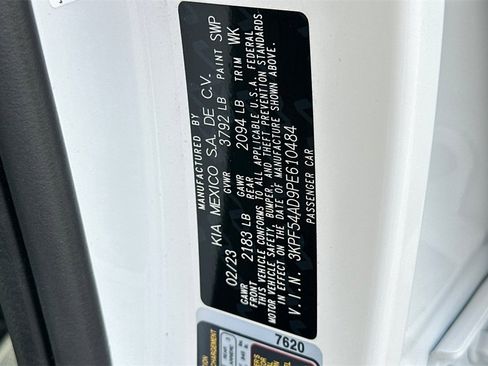 MANUFACTURED BY
KIA MEXICO S.A. DE C.V.
02/23 GVWR 3792 LB PAINT SWP
GAWR FRONT 2183 LB GAWR REAR 2094 LB TRIM WK
THIS VEHICLE CONFORMS TO ALL APPLICABLE U.S.A. FEDERAL
MOTOR VEHICLE SAFETY, BUMPER, AND THEFT PREVENTION STANDARDS
IN EFFECT ON THE DATE OF MANUFACTURE SHOWN ABOVE.
V.I.N. 3KPF54AD9PE610484
PASSENGER CAR
7620